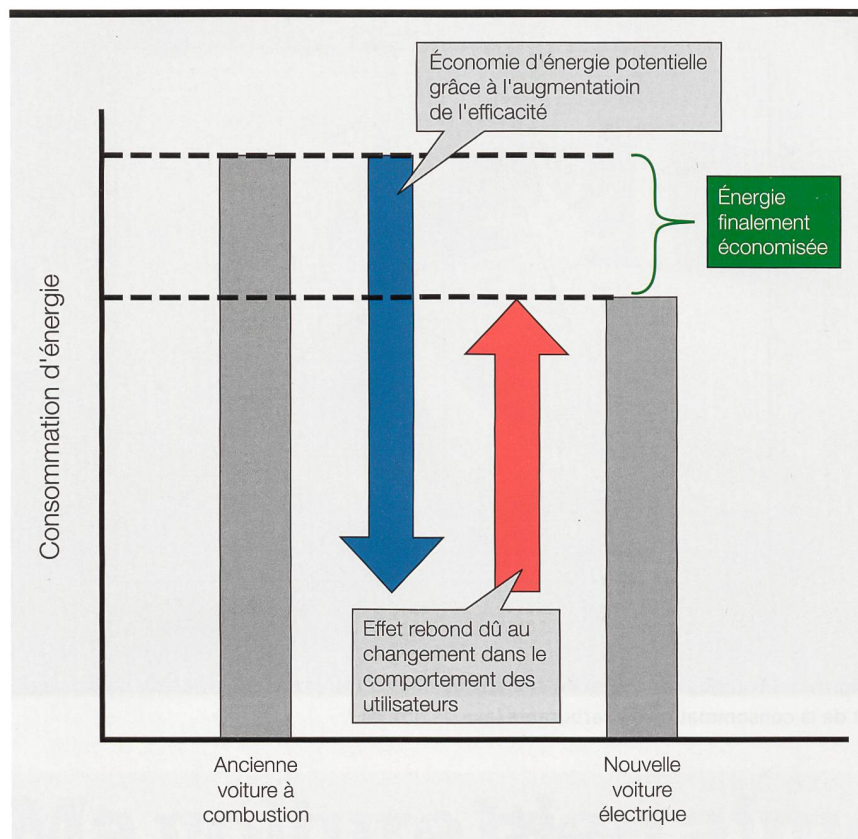 Économie d'énergie potentielle
grâce à l'augmentatioin
de l'efficacité
Énergie
finalement
économisée
Consommation d'énergie
Effet rebond dû au
changement dans le
comportement des
utilisateurs
Ancienne
voiture à
combustion
Nouvelle
voiture
électrique